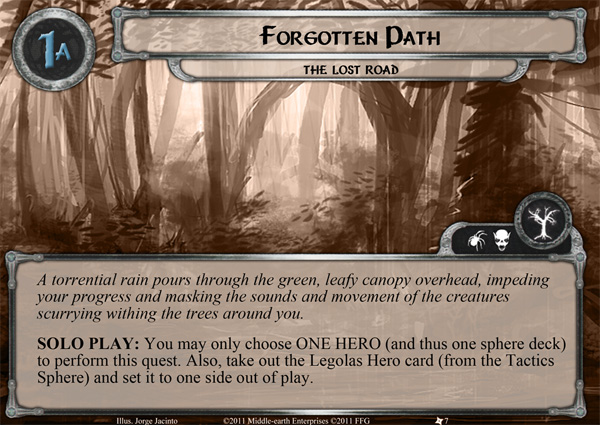 1A
FORGOTTEN PATH
THE LOST ROAD
A torrential rain pours through the green, leafy canopy overhead, impeding
your progress and masking the sounds and movement of the creatures
scurrying withing the trees around you.
SOLO PLAY: You may only choose ONE HERO (and thus one sphere deck)
to perform this quest. Also, take out the Legolas Hero card (from the Tactics
Sphere) and set it to one side out of play.
Illus. Jorge Jacinto ©2011 Middle-earth Enterprises ©2011 FFG 7